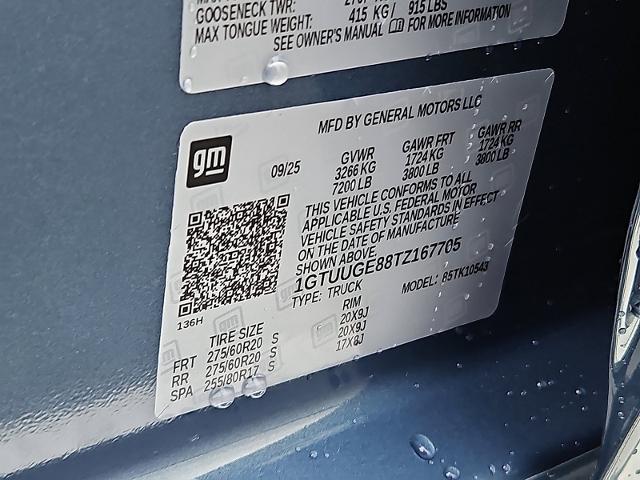 GOOSENECK TWR:
MAX TONGUE WEIGHT: 415 KG/ 915 LBS
SEE OWNER'S MANUAL FOR MORE INFORMATION
MFD BY GENERAL MOTORS LLC
gm
09/25
GVWR GAWR FRT GAWR RR
3266 KG 1724 KG 1724 KG
7200 LB 3800 LB 3800 LB
THIS VEHICLE CONFORMS TO ALL
APPLICABLE U.S. FEDERAL MOTOR
VEHICLE SAFETY STANDARDS IN EFFECT
ON THE DATE OF MANUFACTURE
SHOWN ABOVE.
1GTUUGE88TZ167705
TYPE: TRUCK MODEL: 85TK10543
136H
TIRE SIZE RIM
FRT 275/60R20 S 20X9J
RR 275/60R20 S 20X9J
SPA 255/80R17 S 17X8J